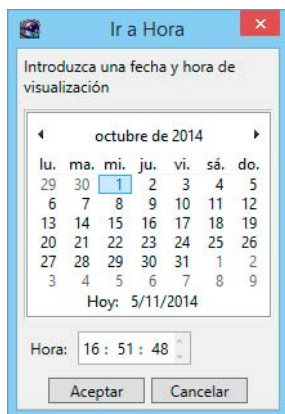 Ir a Hora
Introduzca una fecha y hora de
visualización
octubre de 2014
lu. ma. mi. ju. vi. sá. do.
29 30 1 2 3 4 5
6 7 8 9 10 11 12
13 14 15 16 17 18 19
20 21 22 23 24 25 26
27 28 29 30 31 1 2
3 4 5 6 7 8 9
Hoy: 5/11/2014
Hora: 16 : 51 : 48
Aceptar Cancelar